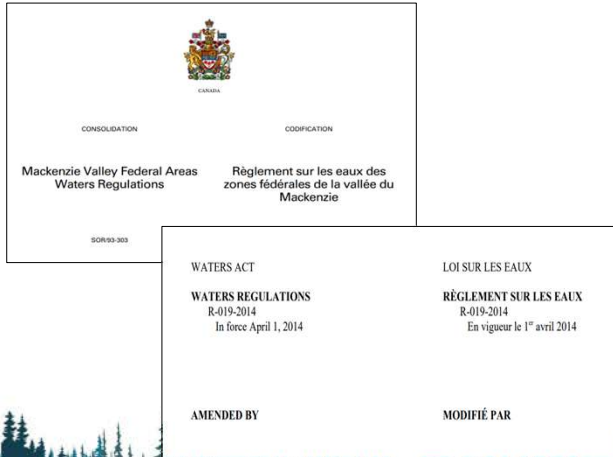 CANADA
CONSOLIDATION
CODIFICATION
Mackenzie Valley Federal Areas
Waters Regulations
Règlement sur les eaux des
zones fédérales de la vallée du
Mackenzie
SOR/93-303
WATERS ACT
LOI SUR LES EAUX
WATERS REGULATIONS
R-019-2014
In force April 1, 2014
RÈGLEMENT SUR LES EAUX
R-019-2014
En vigueur le 1er avril 2014
AMENDED BY
MODIFIÉ PAR